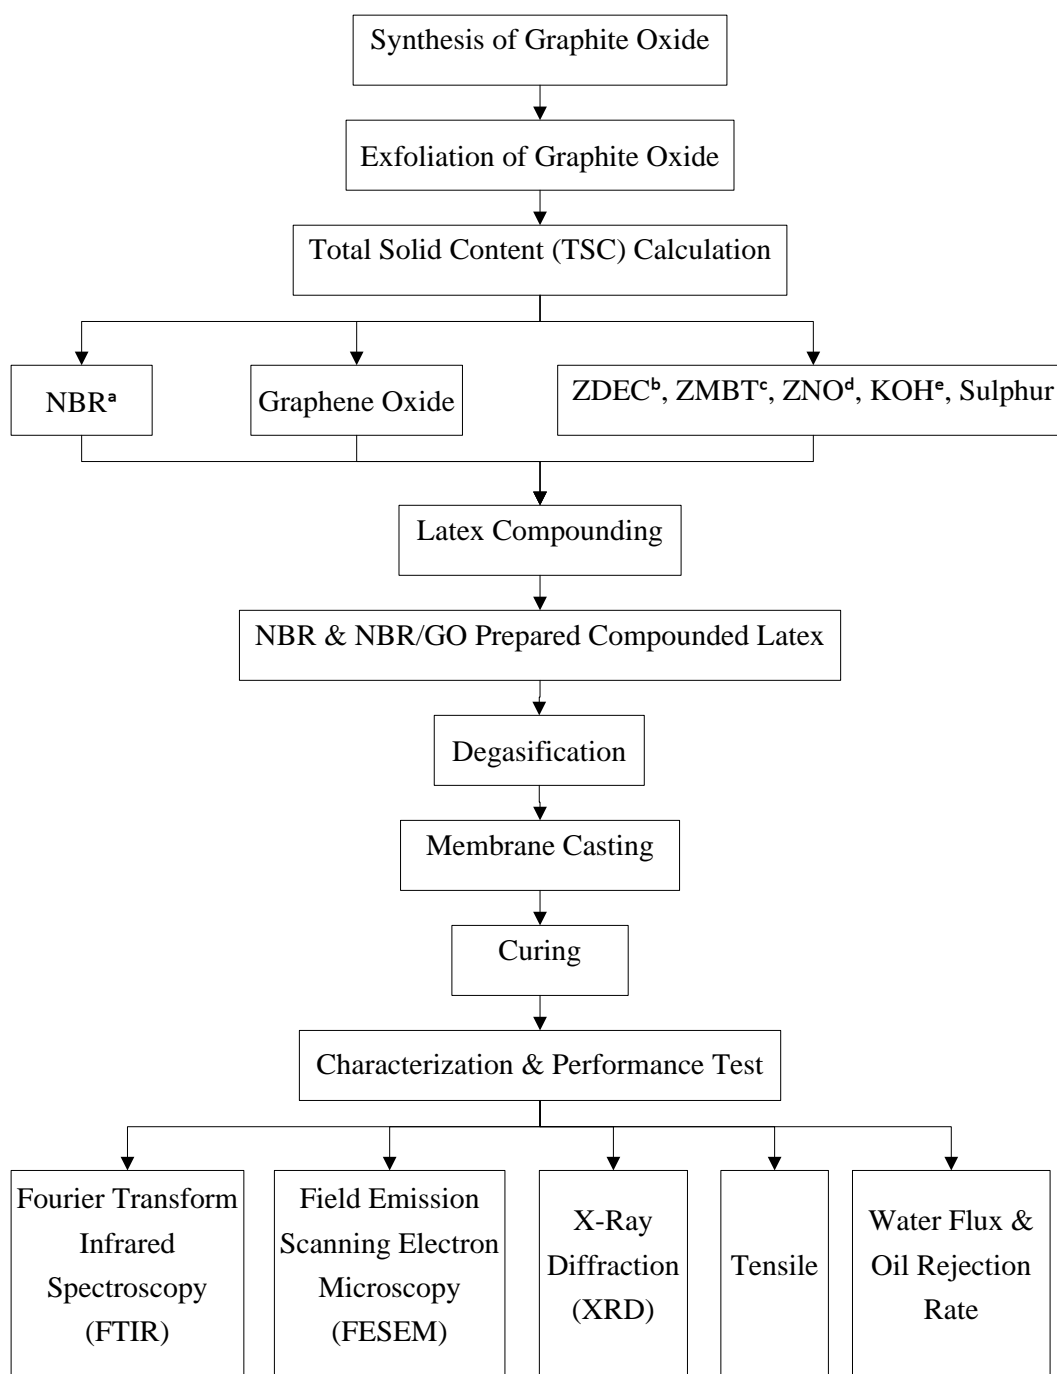 Synthesis of Graphite Oxide
Exfoliation of Graphite Oxide
Total Solid Content (TSC) Calculation
NBRᵃ
Graphene Oxide
ZDECᵇ, ZMBTᶜ, ZNOᵈ, KOHᵉ, Sulphur
Latex Compounding
NBR & NBR/GO Prepared Compounded Latex
Degasification
Membrane Casting
Curing
Characterization & Performance Test
Fourier Transform
Infrared
Spectroscopy
(FTIR)
Field Emission
Scanning Electron
Microscopy
(FESEM)
X-Ray
Diffraction
(XRD)
Tensile
Water Flux &
Oil Rejection
Rate